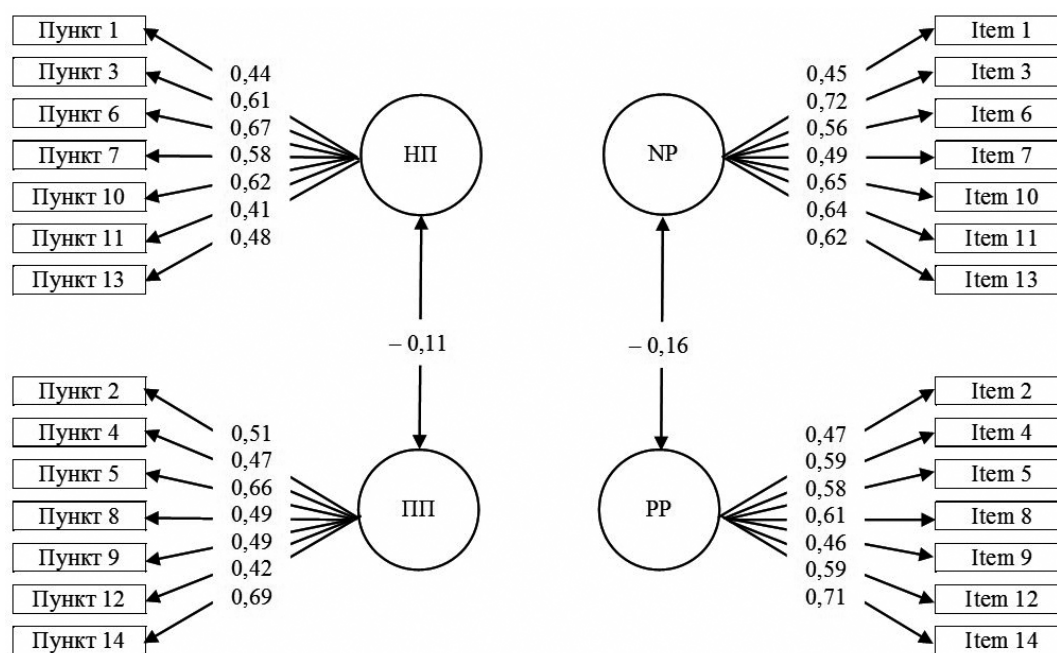 Пункт 1
Пункт 3
Пункт 6
Пункт 7
Пункт 10
Пункт 11
Пункт 13
0,44
0,61
0,67
0,58
0,62
0,41
0,48
НП
NP
0,45
0,72
0,56
0,49
0,65
0,64
0,62
Item 1
Item 3
Item 6
Item 7
Item 10
Item 11
Item 13
– 0,11
– 0,16
Пункт 2
Пункт 4
Пункт 5
Пункт 8
Пункт 9
Пункт 12
Пункт 14
0,51
0,47
0,66
0,49
0,49
0,42
0,69
ПП
PP
0,47
0,59
0,58
0,61
0,46
0,59
0,71
Item 2
Item 4
Item 5
Item 8
Item 9
Item 12
Item 14